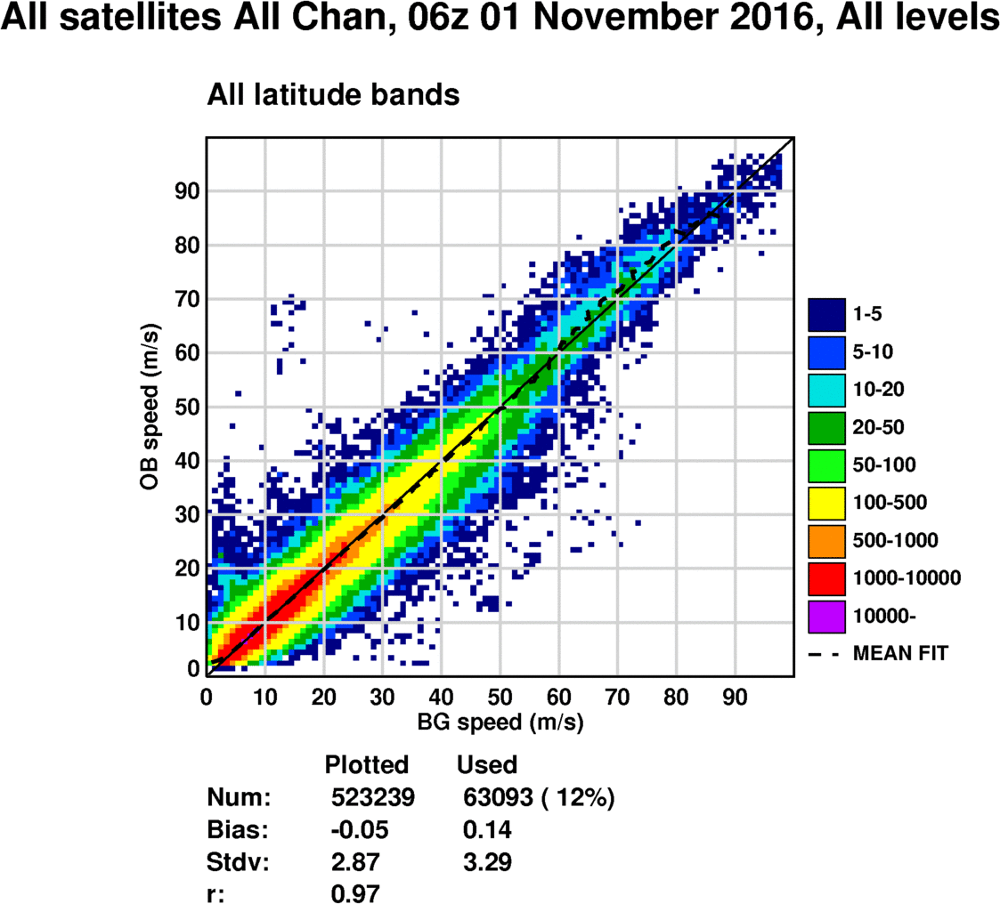 All satellites All Chan, 06z 01 November 2016, All levels
All latitude bands
OB speed (m/s)
90
80
70
60
50
40
30
20
10
0
0 10 20 30 40 50 60 70 80 90
BG speed (m/s)
1-5
5-10
10-20
20-50
50-100
100-500
500-1000
1000-10000
10000-
MEAN FIT
Plotted Used
Num: 523239 63093 ( 12%)
Bias: -0.05 0.14
Stdv: 2.87 3.29
r: 0.97